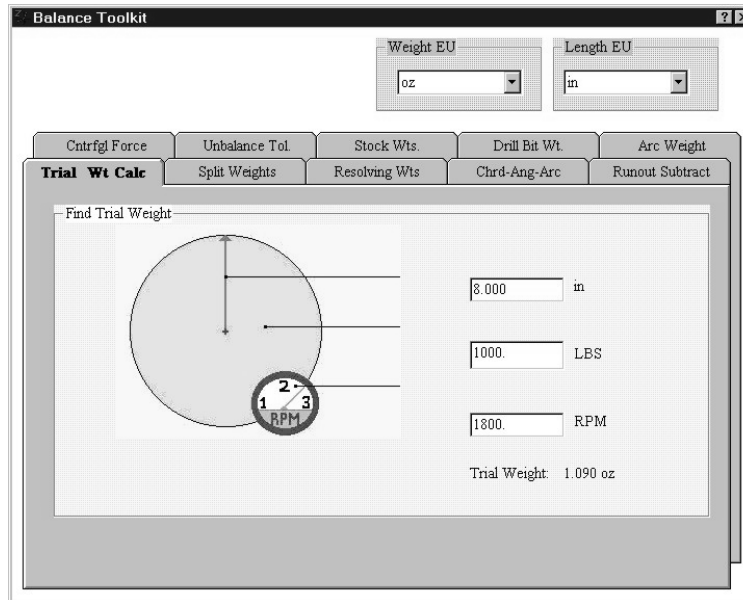 Balance Toolkit
Weight EU
Length EU
oz
in
Cntrfgl Force
Unbalance Tol.
Stock Wts.
Drill Bit Wt.
Arc Weight
Trial Wt Calc
Split Weights
Resolving Wts
Chrd-Ang-Arc
Runout Subtract
Find Trial Weight
8.000 in
1000. LBS
1 2 3
RPM
1800. RPM
Trial Weight: 1.090 oz